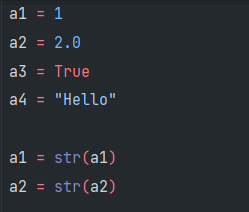 a1 = 1
a2 = 2.0
a3 = True
a4 = "Hello"

a1 = str(a1)
a2 = str(a2)